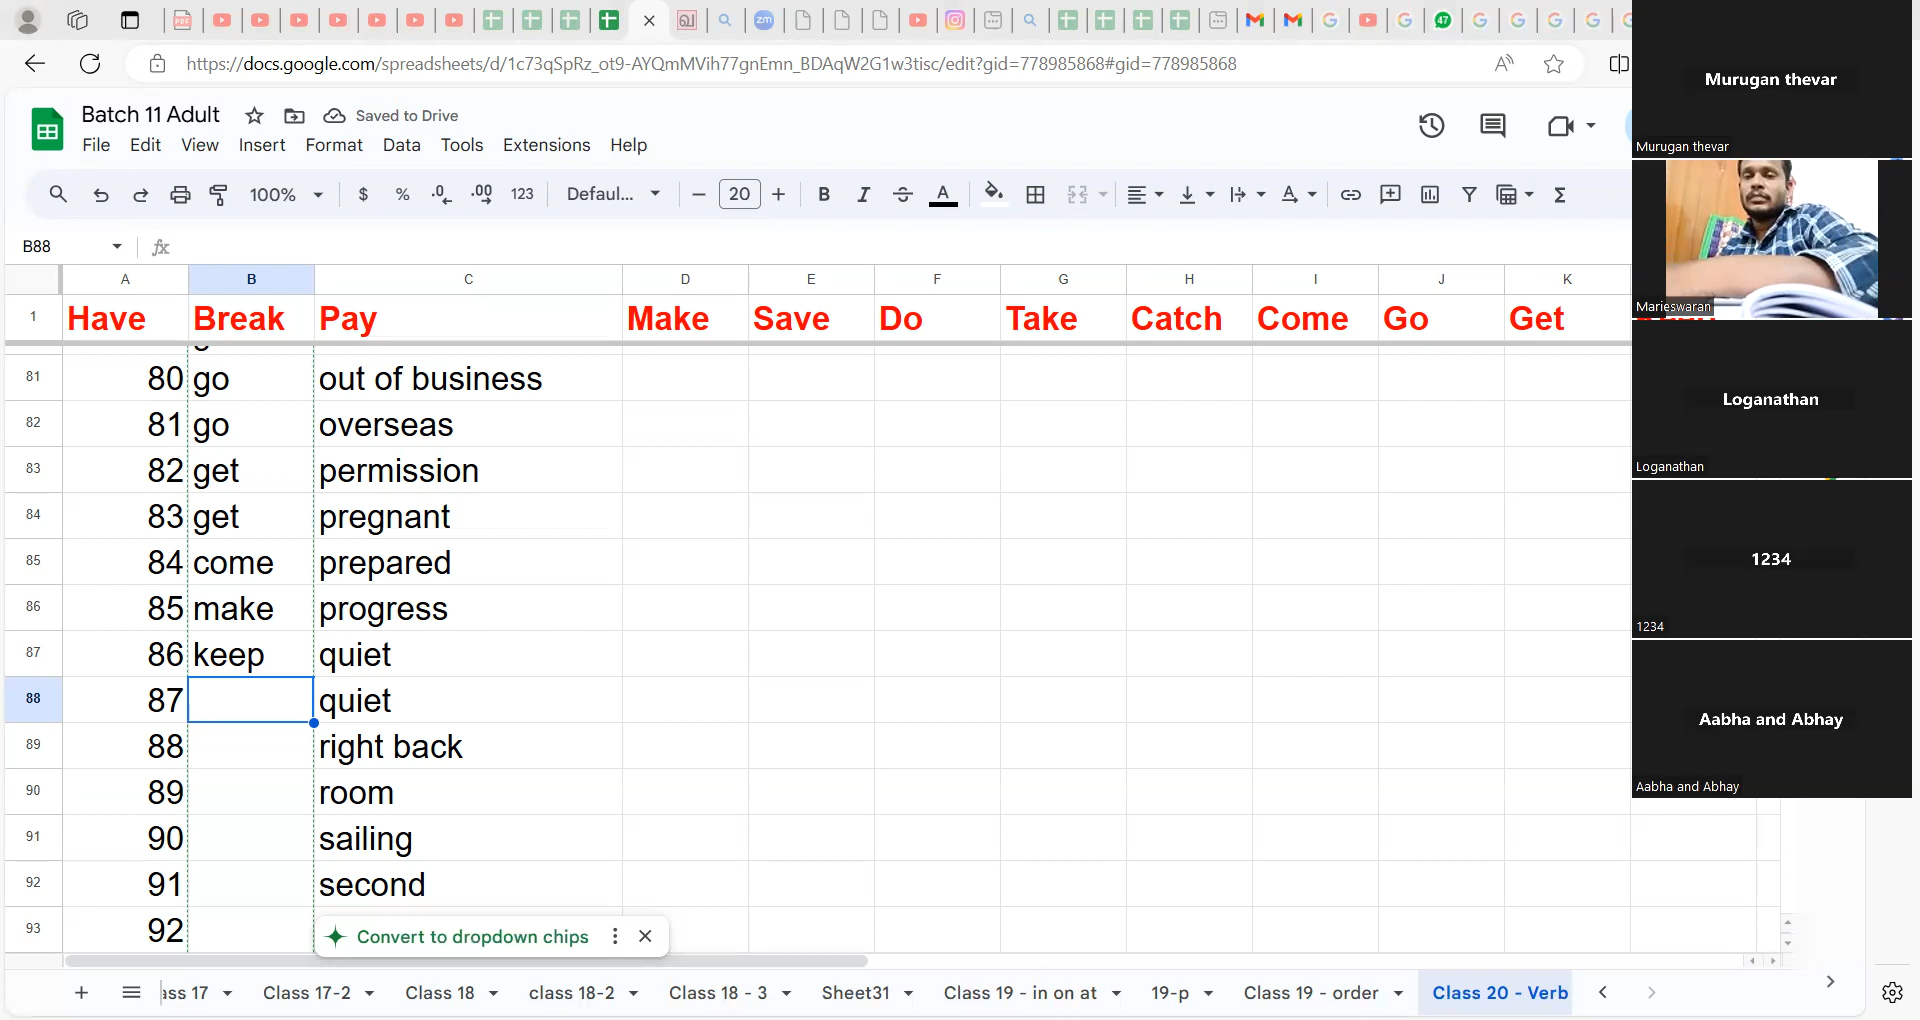 PDF
47
https://docs.google.com/spreadsheets/d/1c73qSpRz_ot9-AYQmMVih77gnEmn_BDAqW2G1w3tisc/edit?gid=778985868#gid=778985868
Batch 11 Adult Saved to Drive
File Edit View Insert Format Data Tools Extensions Help
100% $ % .0 .00 123 Defaul... 20 B I A Σ
B88 fx
A B C D E F G H I J K
1 Have Break Pay Make Save Do Take Catch Come Go Get
81 80 go out of business
82 81 go overseas
83 82 get permission
84 83 get pregnant
85 84 come prepared
86 85 make progress
87 86 keep quiet
88 87 quiet
89 88 right back
90 89 room
91 90 sailing
92 91 second
93 92
Convert to dropdown chips
ass 17 Class 17-2 Class 18 class 18-2 Class 18 - 3 Sheet31 Class 19 - in on at 19-p Class 19 - order Class 20 - Verb
Murugan thevar
Murugan thevar
Marieswaran
Loganathan
Loganathan
1234
1234
Aabha and Abhay
Aabha and Abhay